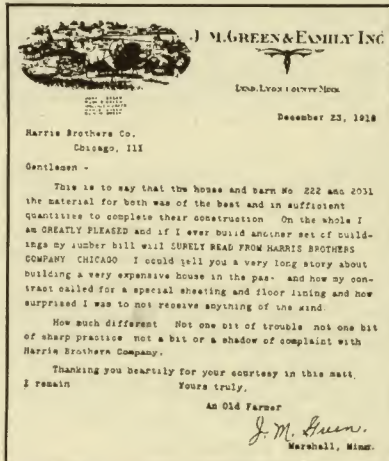 J. M. GREEN & FAMILY INC
LYON COUNTY MINN.
December 23, 1918
Harris Brothers Co.
Chicago, Ill
Gentlemen -
This is to say that the house and barn No 222 and 2031
the material for both was of the best and in sufficient
quantities to complete their construction On the whole I
am GREATLY PLEASED and if I ever build another set of build-
ings my lumber bill will SURELY READ FROM HARRIS BROTHERS
COMPANY CHICAGO I could tell you a very long story about
building a very expensive house in the pas- and how my con-
tract called for a special sheating and floor lining and how
surprised I was to not receive anything of the kind
How much different Not one bit of trouble not one bit
of sharp practice not a bit or a shadow of complaint with
Harris Brothers Company.
Thanking you heartily for your courtesy in this matt
I remain Yours truly,
An Old Farmer
J. M. Green.
Marshall, Minn.